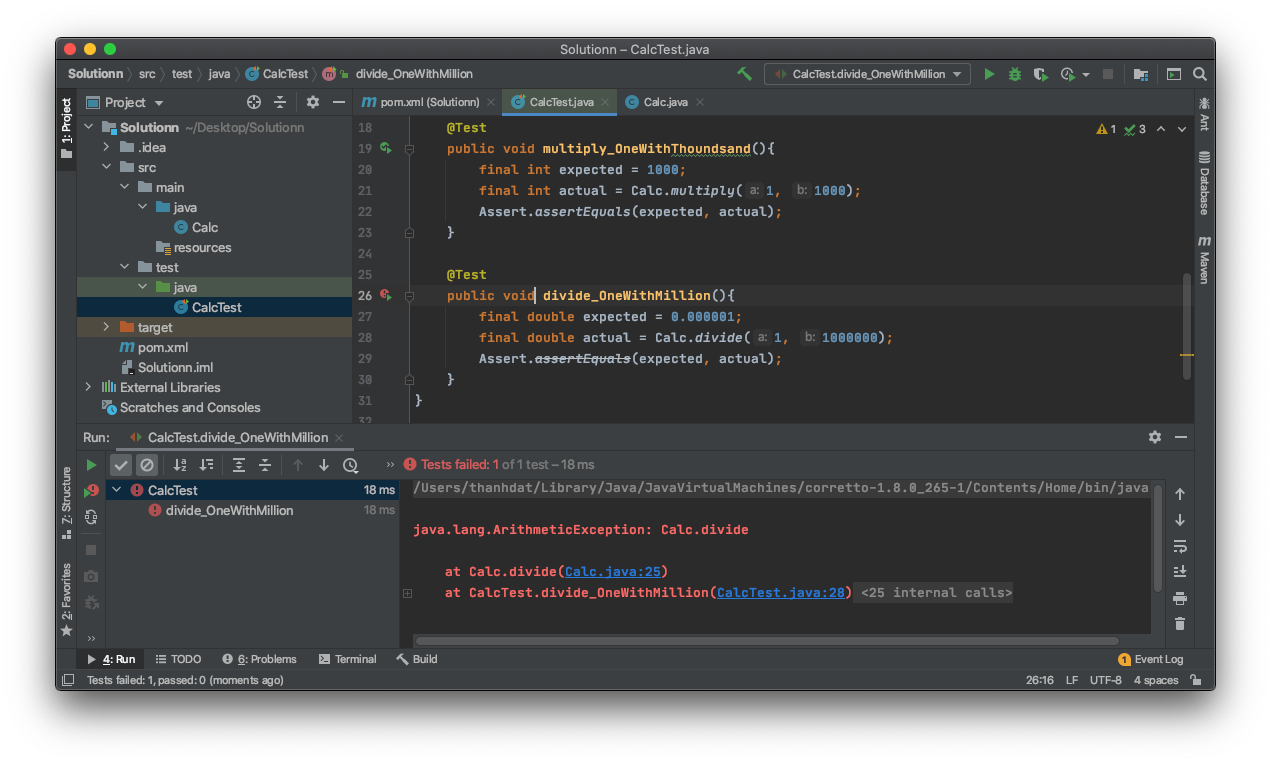 Solutionn – CalcTest.java
Solutionn src test java CalcTest divide_OneWithMillion CalcTest.divide_OneWithMillion
1: Project
Project
Solutionn ~/Desktop/Solutionn
.idea
src
main
java
Calc
resources
test
java
CalcTest
target
pom.xml
Solutionn.iml
External Libraries
Scratches and Consoles
pom.xml (Solutionn) CalcTest.java Calc.java
1 3
18 @Test
19 public void multiply_OneWithThoundsand(){
20 final int expected = 1000;
21 final int actual = Calc.multiply( a: 1, b: 1000);
22 Assert.assertEquals(expected, actual);
23 }
24
25 @Test
26 public void divide_OneWithMillion(){
27 final double expected = 0.000001;
28 final double actual = Calc.divide( a: 1, b: 1000000);
29 Assert.assertEquals(expected, actual);
30 }
31 }
32
Ant
Database
Maven
Run: CalcTest.divide_OneWithMillion
Tests failed: 1 of 1 test – 18 ms
CalcTest 18 ms
divide_OneWithMillion 18 ms
/Users/thanhdat/Library/Java/JavaVirtualMachines/corretto-1.8.0_265-1/Contents/Home/bin/java
java.lang.ArithmeticException: Calc.divide
at Calc.divide(Calc.java:25)
at CalcTest.divide_OneWithMillion(CalcTest.java:28) <25 internal calls>
Z: Structure
2: Favorites
4: Run TODO 6: Problems Terminal Build 1 Event Log
Tests failed: 1, passed: 0 (moments ago) 26:16 LF UTF-8 4 spaces